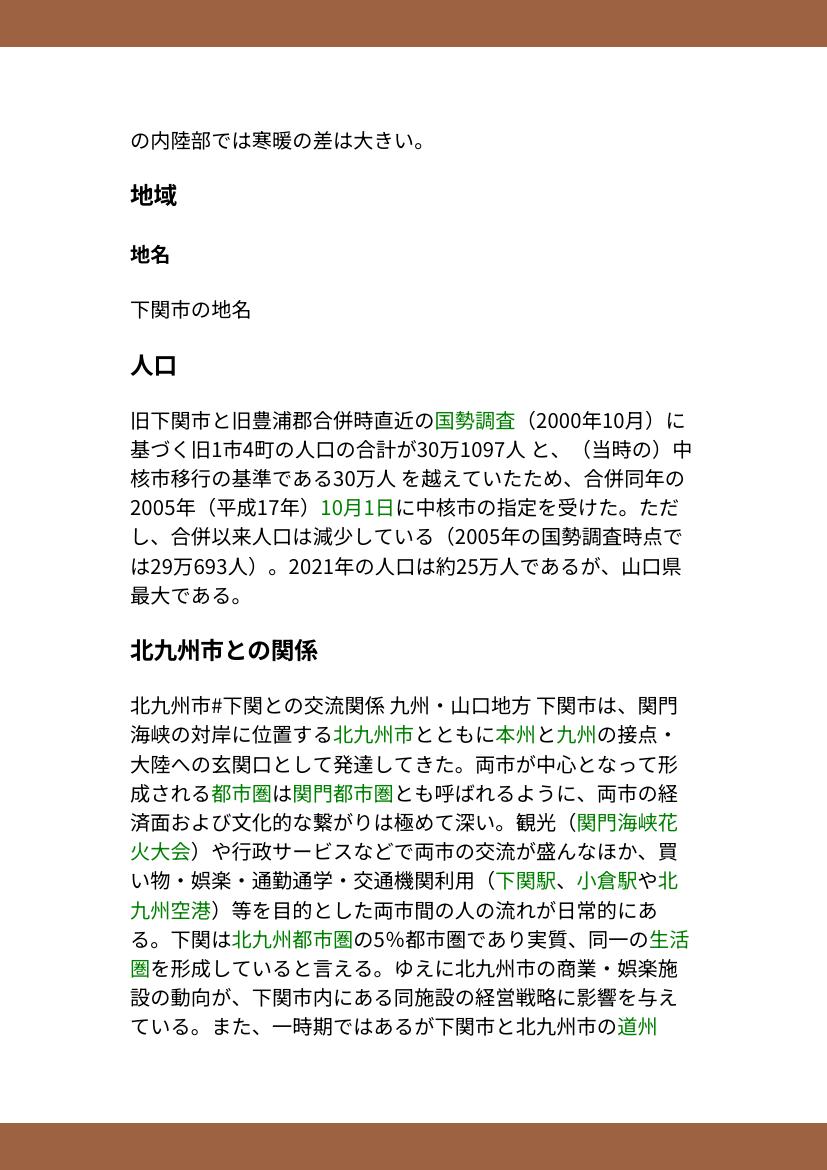 の内陸部では寒暖の差は大きい。
地域
地名
下関市の地名
人口
旧下関市と旧豊浦郡合併時直近の国勢調査（2000年10月）に
基づく旧1市4町の人口の合計が30万1097人 と、（当時の）中
核市移行の基準である30万人 を越えていたため、合併同年の
2005年（平成17年）10月1日に中核市の指定を受けた。ただ
し、合併以来人口は減少している（2005年の国勢調査時点で
は29万693人）。2021年の人口は約25万人であるが、山口県
最大である。
北九州市との関係
北九州市#下関との交流関係 九州・山口地方 下関市は、関門
海峡の対岸に位置する北九州市とともに本州と九州の接点・
大陸への玄関口として発達してきた。両市が中心となって形
成される都市圏は関門都市圏とも呼ばれるように、両市の経
済面および文化的な繋がりは極めて深い。観光（関門海峡花
火大会）や行政サービスなどで両市の交流が盛んなほか、買
い物・娯楽・通勤通学・交通機関利用（下関駅、小倉駅や北
九州空港）等を目的とした両市間の人の流れが日常的にあ
る。下関は北九州都市圏の5%都市圏であり実質、同一の生活
圏を形成していると言える。ゆえに北九州市の商業・娯楽施
設の動向が、下関市内にある同施設の経営戦略に影響を与え
ている。また、一時期ではあるが下関市と北九州市の道州